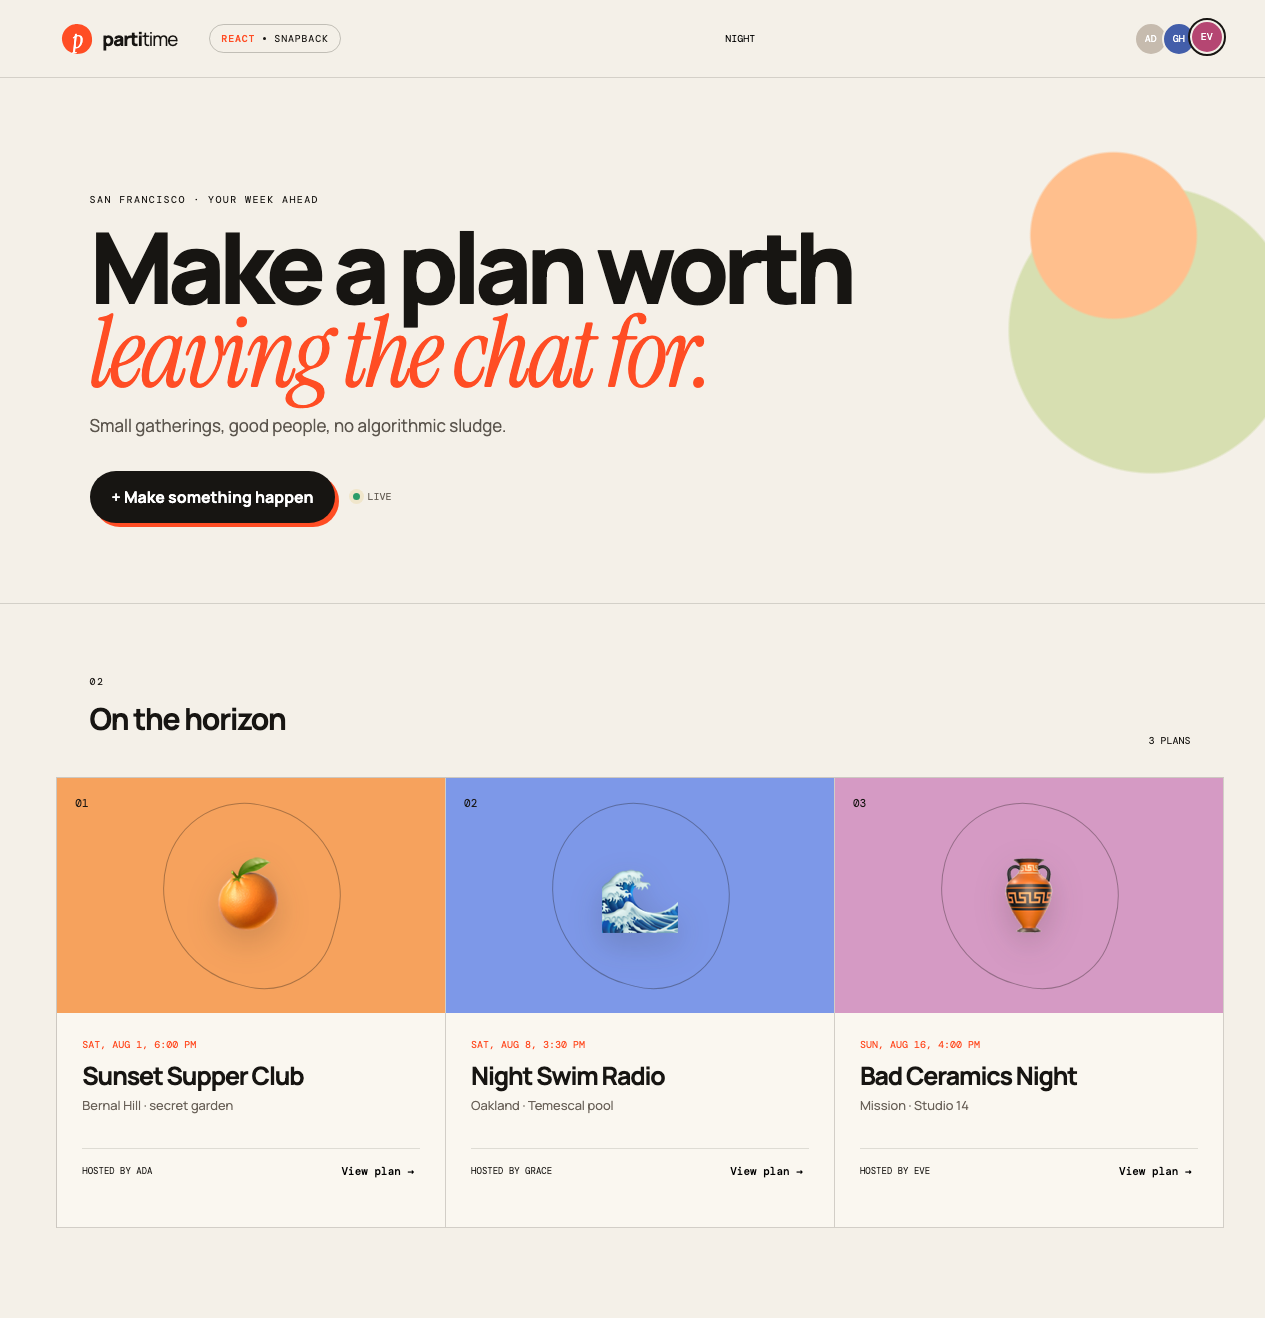 partitime
REACT • SNAPBACK
NIGHT
AD
GH
EV
SAN FRANCISCO · YOUR WEEK AHEAD
Make a plan worth
leaving the chat for.
Small gatherings, good people, no algorithmic sludge.
+ Make something happen
LIVE
02
On the horizon
3 PLANS
01
SAT, AUG 1, 6:00 PM
Sunset Supper Club
Bernal Hill · secret garden
HOSTED BY ADA
View plan →
02
SAT, AUG 8, 3:30 PM
Night Swim Radio
Oakland · Temescal pool
HOSTED BY GRACE
View plan →
03
SUN, AUG 16, 4:00 PM
Bad Ceramics Night
Mission · Studio 14
HOSTED BY EVE
View plan →